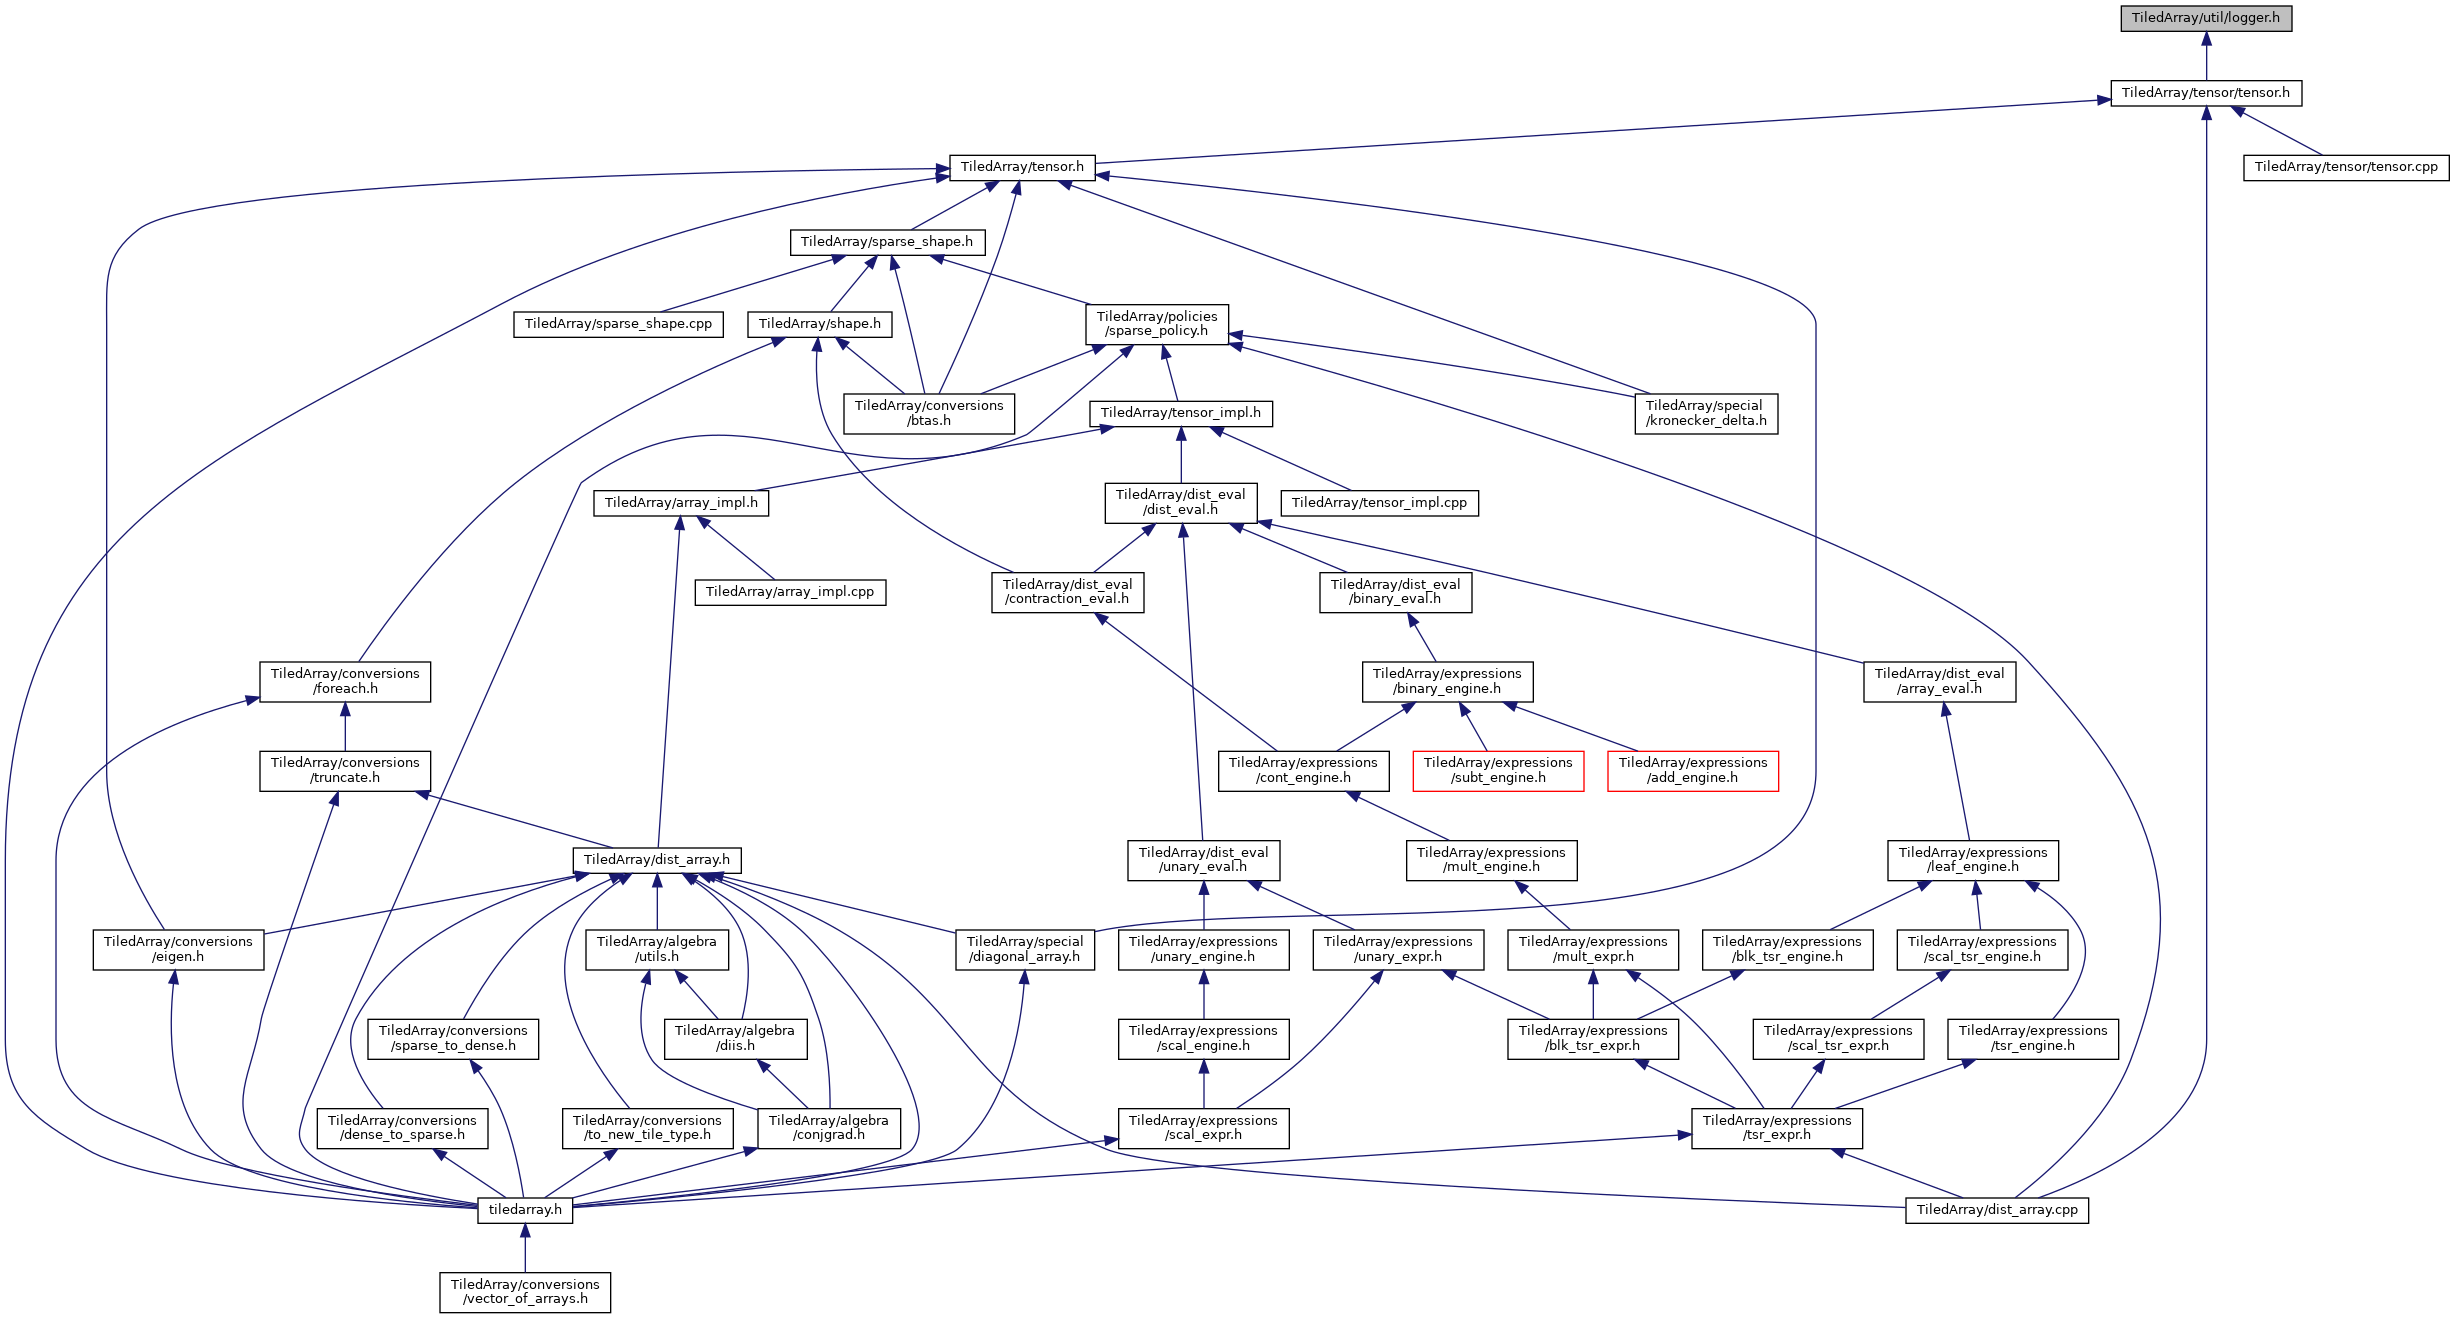 TiledArray/util/logger.h
TiledArray/tensor/tensor.h
TiledArray/tensor.h
TiledArray/tensor/tensor.cpp
TiledArray/sparse_shape.h
TiledArray/sparse_shape.cpp
TiledArray/shape.h
TiledArray/policies
/sparse_policy.h
TiledArray/conversions
/btas.h
TiledArray/tensor_impl.h
TiledArray/special
/kronecker_delta.h
TiledArray/array_impl.h
TiledArray/dist_eval
/dist_eval.h
TiledArray/tensor_impl.cpp
TiledArray/array_impl.cpp
TiledArray/dist_eval
/contraction_eval.h
TiledArray/dist_eval
/binary_eval.h
TiledArray/conversions
/foreach.h
TiledArray/expressions
/binary_engine.h
TiledArray/dist_eval
/array_eval.h
TiledArray/conversions
/truncate.h
TiledArray/expressions
/cont_engine.h
TiledArray/expressions
/subt_engine.h
TiledArray/expressions
/add_engine.h
TiledArray/dist_array.h
TiledArray/dist_eval
/unary_eval.h
TiledArray/expressions
/mult_engine.h
TiledArray/expressions
/leaf_engine.h
TiledArray/conversions
/eigen.h
TiledArray/algebra
/utils.h
TiledArray/special
/diagonal_array.h
TiledArray/expressions
/unary_engine.h
TiledArray/expressions
/unary_expr.h
TiledArray/expressions
/mult_expr.h
TiledArray/expressions
/blk_tsr_engine.h
TiledArray/expressions
/scal_tsr_engine.h
TiledArray/conversions
/sparse_to_dense.h
TiledArray/algebra
/diis.h
TiledArray/expressions
/scal_engine.h
TiledArray/expressions
/blk_tsr_expr.h
TiledArray/expressions
/scal_tsr_expr.h
TiledArray/expressions
/tsr_engine.h
TiledArray/conversions
/dense_to_sparse.h
TiledArray/conversions
/to_new_tile_type.h
TiledArray/algebra
/conjgrad.h
TiledArray/expressions
/scal_expr.h
TiledArray/expressions
/tsr_expr.h
tiledarray.h
TiledArray/dist_array.cpp
TiledArray/conversions
/vector_of_arrays.h